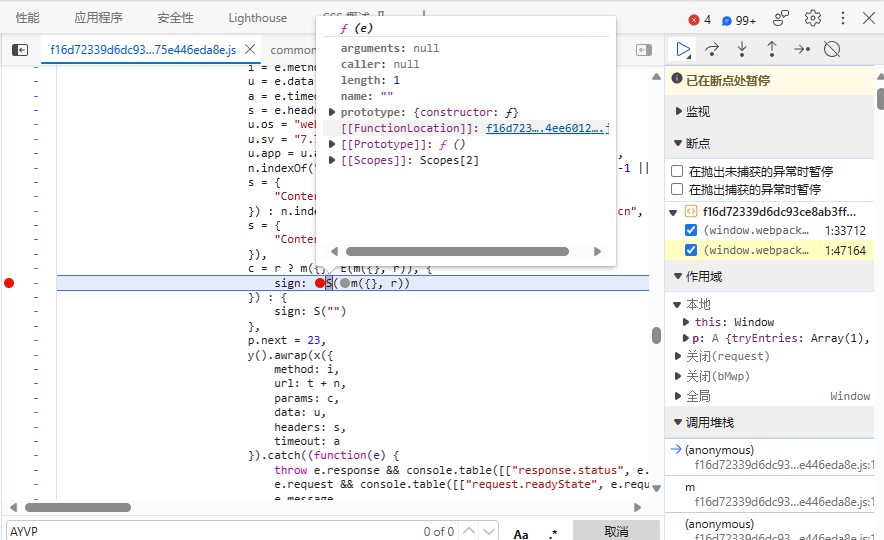 性能 应用程序 安全性 Lighthouse CSS 概述 4 99+
f16d72339d6dc93...75e446eda8e.js common
i = e.metho
u = e.data
a = e.timeo
s = e.heade
u.os = "web
u.sv = "7.
u.app = u.a
n.indexOf(" -1 ||
s = {
"Conten
}) : n.inde cn",
s = {
"Conten
}),
c = r ? m({}, E(m({}, r)), {
sign: S(m({}, r))
}) : {
sign: S("")
},
p.next = 23,
y().awrap(x({
method: i,
url: t + n,
params: c,
data: u,
headers: s,
timeout: a
}).catch((function(e) {
throw e.response && console.table([["response.status", e.
e.request && console.table([["request.readyState", e.requ
e.message
ƒ (e)
arguments: null
caller: null
length: 1
name: ""
prototype: {constructor: ƒ}
[[FunctionLocation]]: f16d723….4ee6012….j
[[Prototype]]: ƒ ()
[[Scopes]]: Scopes[2]
AYVP 0 of 0 Aa .* 取消
已在断点处暂停
监视
断点
在抛出未捕获的异常时暂停
在抛出捕获的异常时暂停
f16d72339d6dc93ce8ab3ff...
(window.webpack… 1:33712
(window.webpack… 1:47164
作用域
本地
this: Window
p: A {tryEntries: Array(1),
关闭(request)
关闭(bMwp)
全局 Window
调用堆栈
(anonymous)
f16d72339d6dc93...e446eda8e.js:1
m
f16d72339d6dc93...e446eda8e.js:1
(anonymous)
f16d72339d6dc93...e446eda8e.js:1